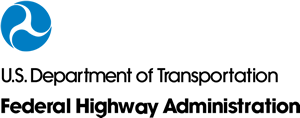 U.S. Department of Transportation
Federal Highway Administration